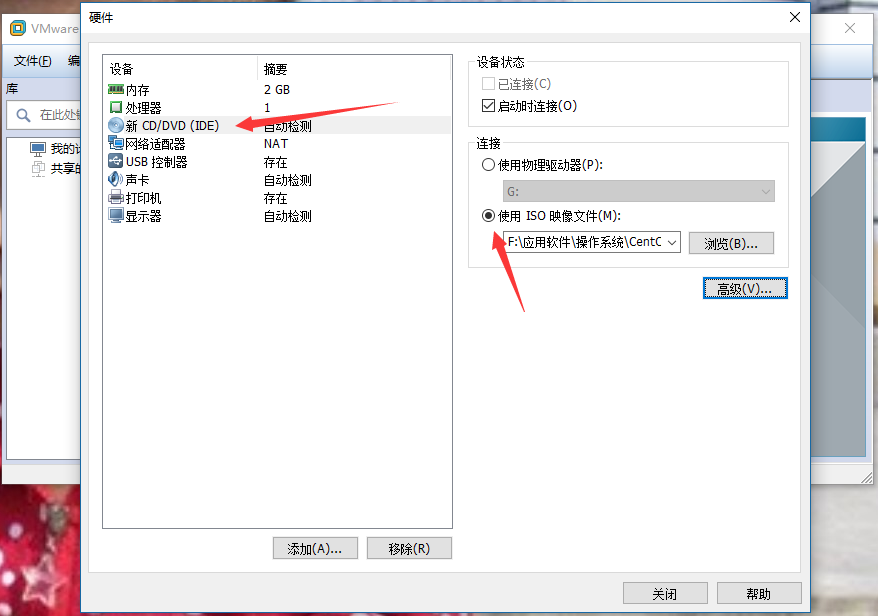 硬件
VMware
文件(F)
库
设备 摘要
内存 2 GB
处理器 1
新 CD/DVD (IDE) 自动检测
网络适配器 NAT
USB 控制器 存在
声卡 自动检测
打印机 存在
显示器 自动检测
添加(A)... 移除(R)
设备状态
已连接(C)
启动时连接(O)
连接
使用物理驱动器(P):
G:
使用 ISO 映像文件(M):
F:\应用软件\操作系统\CentC
浏览(B)...
高级(V)...
在此处
我的
共享的
关闭 帮助